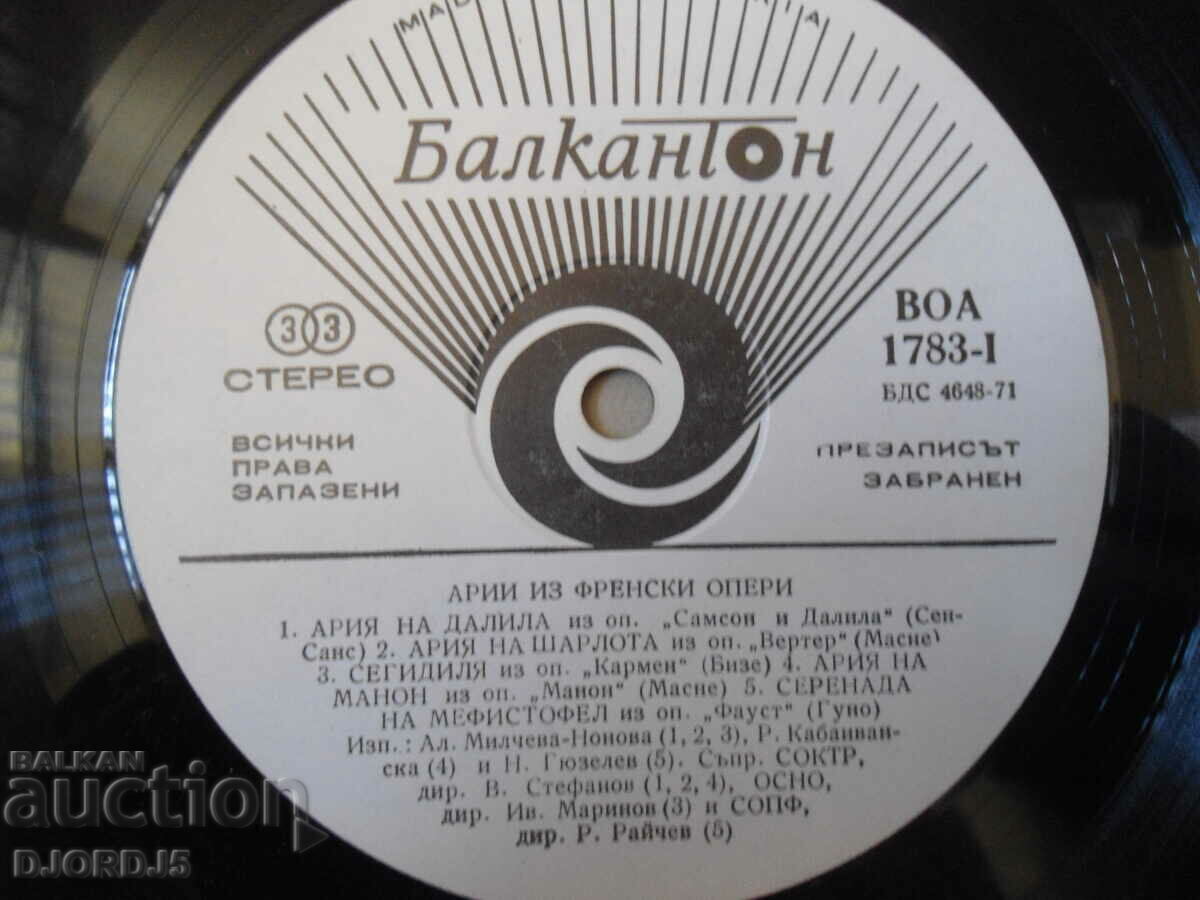 Балкантон
33
СТЕРЕО
ВСИЧКИ
ПРАВА
ЗАПАЗЕНИ
ВОА
1783-I
БДС 4648-71
ПРЕЗАПИСЪТ
ЗАБРАНЕН
АРИИ ИЗ ФРЕНСКИ ОПЕРИ
1. АРИЯ НА ДАЛИЛА из оп. „Самсон и Далила" (Сен-
Санс) 2. АРИЯ НА ШАРЛОТА из оп. „Вертер" (Масне)
3. СЕГИДИЛЯ из оп. „Кармен" (Бизе) 4. АРИЯ НА
МАНОН из оп. „Манон" (Масне) 5. СЕРЕНАДА
НА МЕФИСТОФЕЛ из оп. „Фауст" (Гуно)
Изп.: Ал. Милчева-Нонова (1, 2, 3), Р. Кабаиван-
ска (4) и Н. Гюзелев (5). Съпр. СОКТР,
дир. В. Стефанов (1, 2, 4), ОСНО,
дир. Ив. Маринов (3) и СОПФ,
дир. Р. Райчев (5)
BALKAN
auction
DJORDJ5